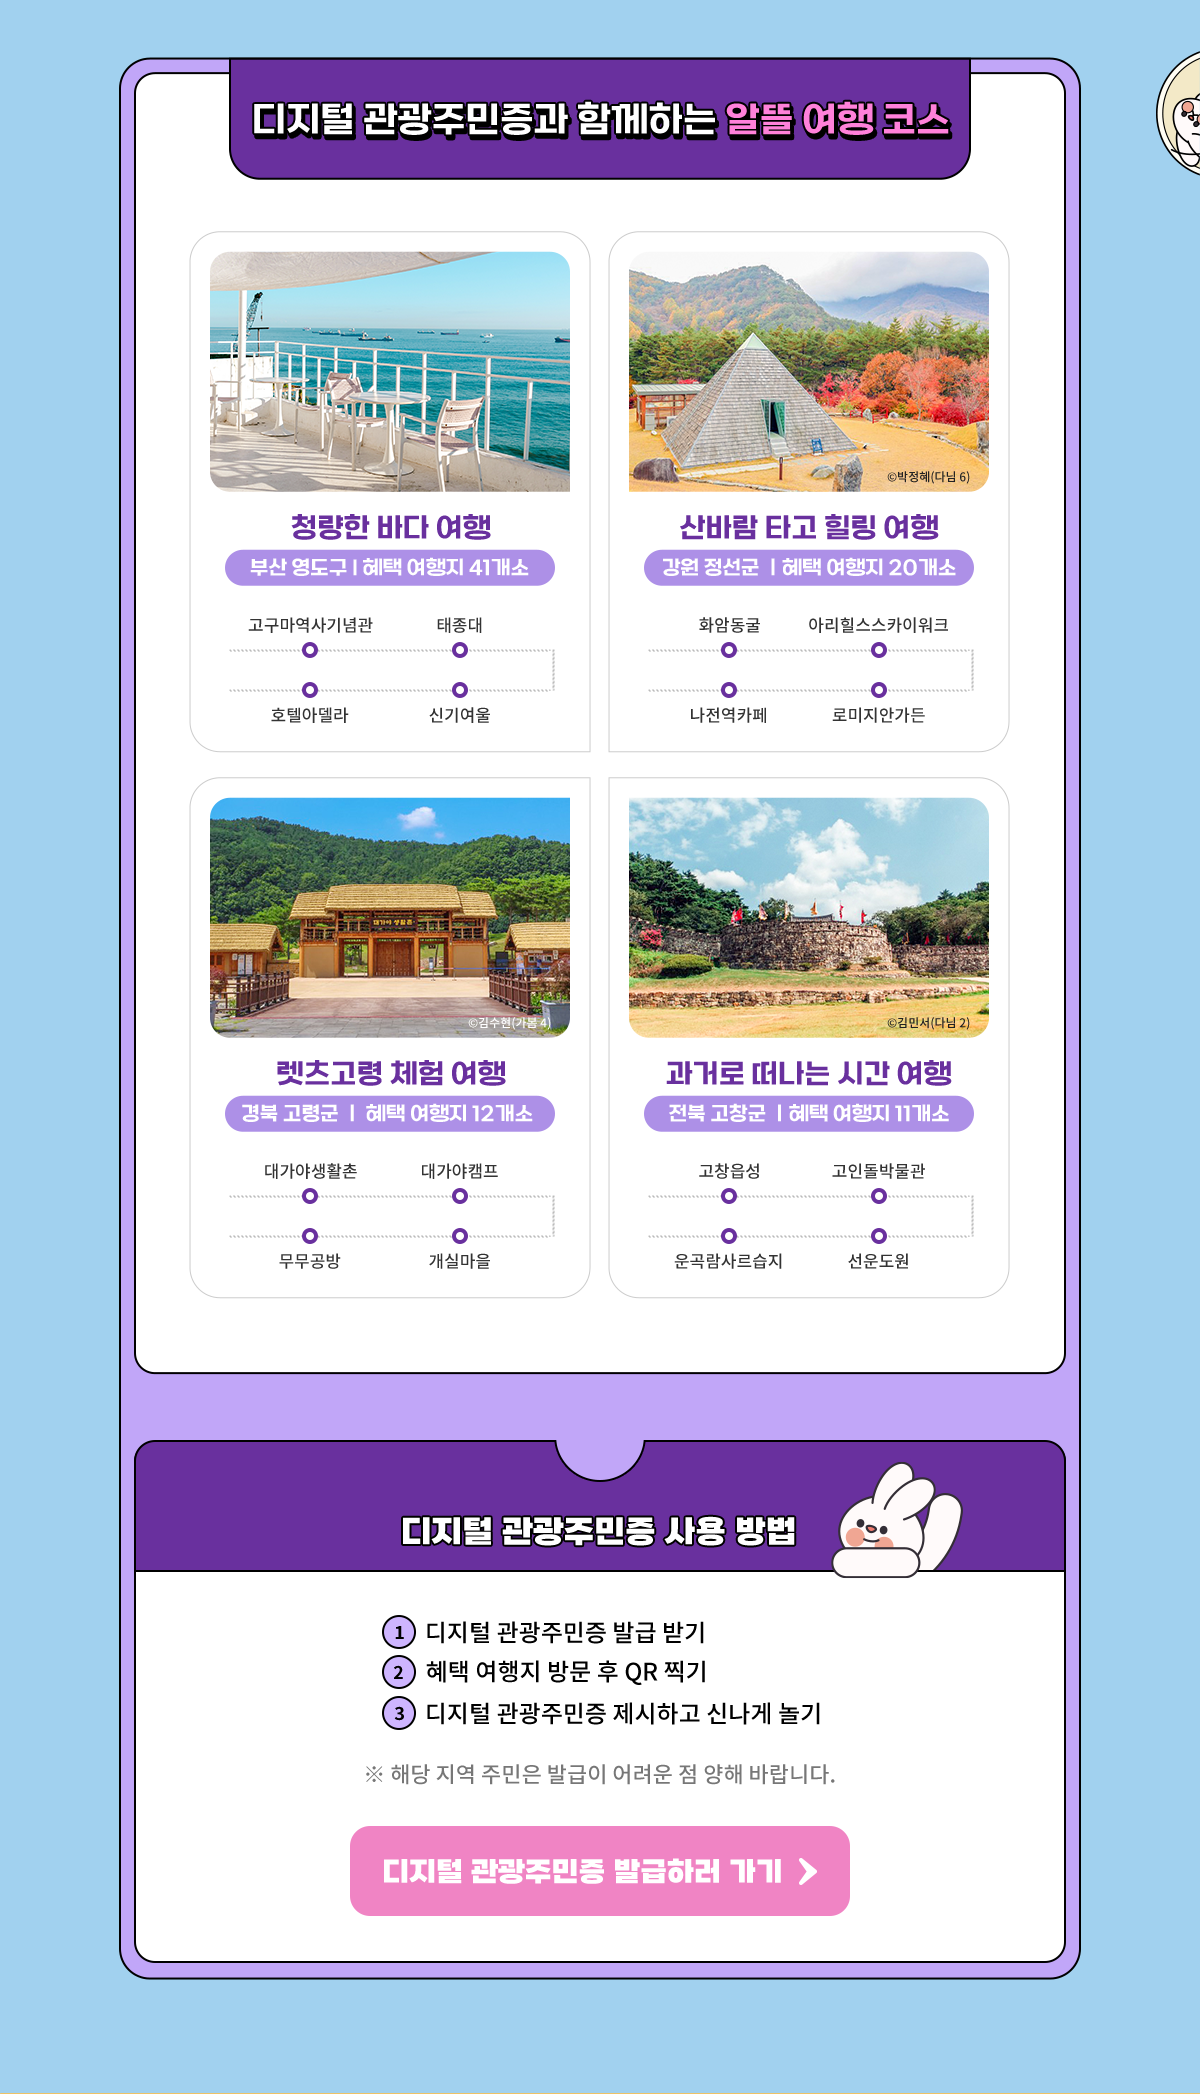 디지털 관광주민증과 함께하는 알뜰 여행 코스
©박정혜(다님 6)
청량한 바다 여행
부산 영도구 | 혜택 여행지 41개소
고구마역사기념관 태종대
호텔아델라 신기여울
산바람 타고 힐링 여행
강원 정선군 | 혜택 여행지 20개소
화암동굴 아리힐스스카이워크
나전역카페 로미지안가든
대가야 생활촌
©김수현(가봄 4)
렛츠고령 체험 여행
경북 고령군 | 혜택 여행지 12개소
대가야생활촌 대가야캠프
무무공방 개실마을
©김민서(다님 2)
과거로 떠나는 시간 여행
전북 고창군 | 혜택 여행지 11개소
고창읍성 고인돌박물관
운곡람사르습지 선운도원
디지털 관광주민증 사용 방법
1 디지털 관광주민증 발급 받기
2 혜택 여행지 방문 후 QR 찍기
3 디지털 관광주민증 제시하고 신나게 놀기
※ 해당 지역 주민은 발급이 어려운 점 양해 바랍니다.
디지털 관광주민증 발급하러 가기